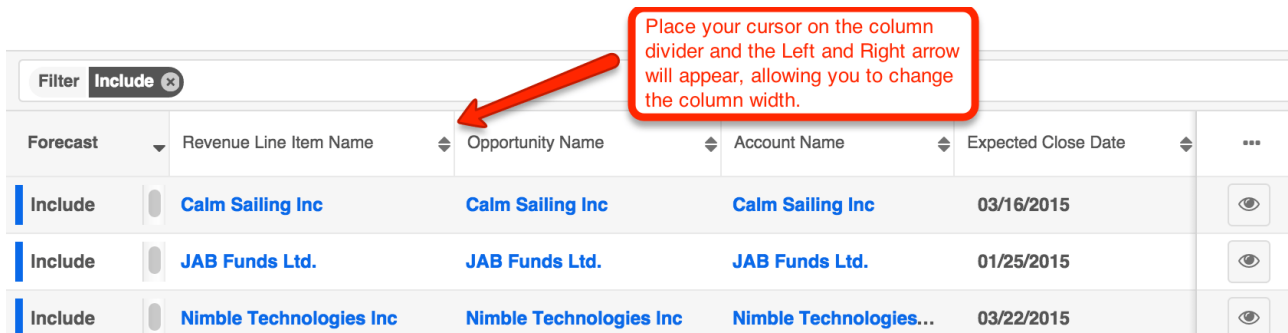 Place your cursor on the column
divider and the Left and Right arrow
will appear, allowing you to change
the column width.
Filter Include
Forecast Revenue Line Item Name Opportunity Name Account Name Expected Close Date
Include Calm Sailing Inc Calm Sailing Inc Calm Sailing Inc 03/16/2015
Include JAB Funds Ltd. JAB Funds Ltd. JAB Funds Ltd. 01/25/2015
Include Nimble Technologies Inc Nimble Technologies Inc Nimble Technologies... 03/22/2015